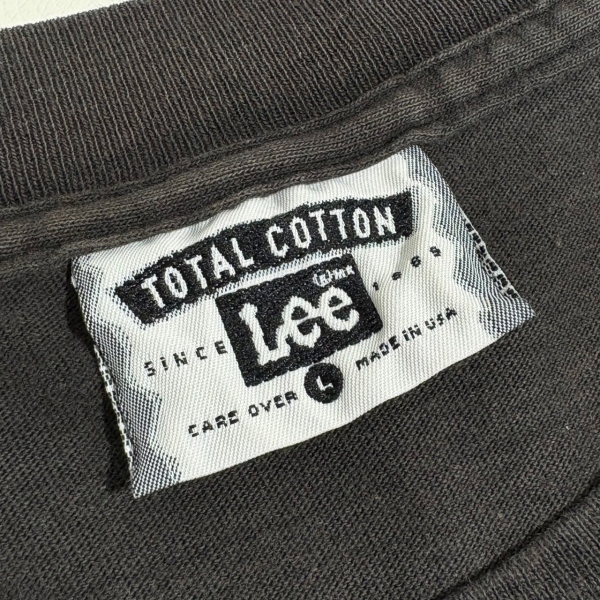 TOTAL COTTON
Lee
SINCE 1889
CARE OVER L MADE IN USA